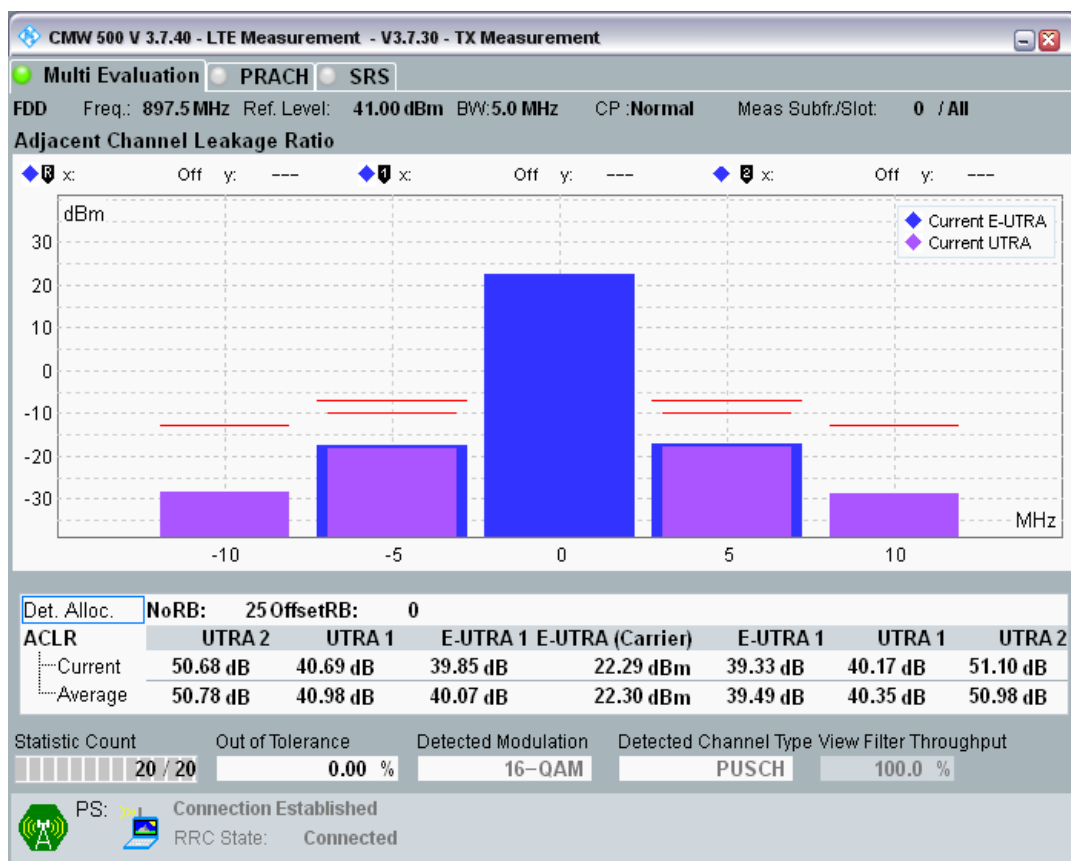 CMW 500 V 3.7.40 - LTE Measurement - V3.7.30 - TX Measurement
Multi Evaluation PRACH SRS
FDD Freq.: 897.5 MHz Ref. Level: 41.00 dBm BW:5.0 MHz CP :Normal Meas Subfr./Slot: 0 / All
Adjacent Channel Leakage Ratio
R x: Off y: --- 1 x: Off y: --- 2 x: Off y: ---
dBm
Current E-UTRA
Current UTRA
30
20
10
0
-10
-20
-30
MHz
-10 -5 0 5 10
Det. Alloc. NoRB: 25 OffsetRB: 0
ACLR UTRA 2 UTRA 1 E-UTRA 1 E-UTRA (Carrier) E-UTRA 1 UTRA 1 UTRA 2
Current 50.68 dB 40.69 dB 39.85 dB 22.29 dBm 39.33 dB 40.17 dB 51.10 dB
Average 50.78 dB 40.98 dB 40.07 dB 22.30 dBm 39.49 dB 40.35 dB 50.98 dB
Statistic Count Out of Tolerance Detected Modulation Detected Channel Type View Filter Throughput
20 / 20 0.00 % 16-QAM PUSCH 100.0 %
PS: Connection Established
RRC State: Connected